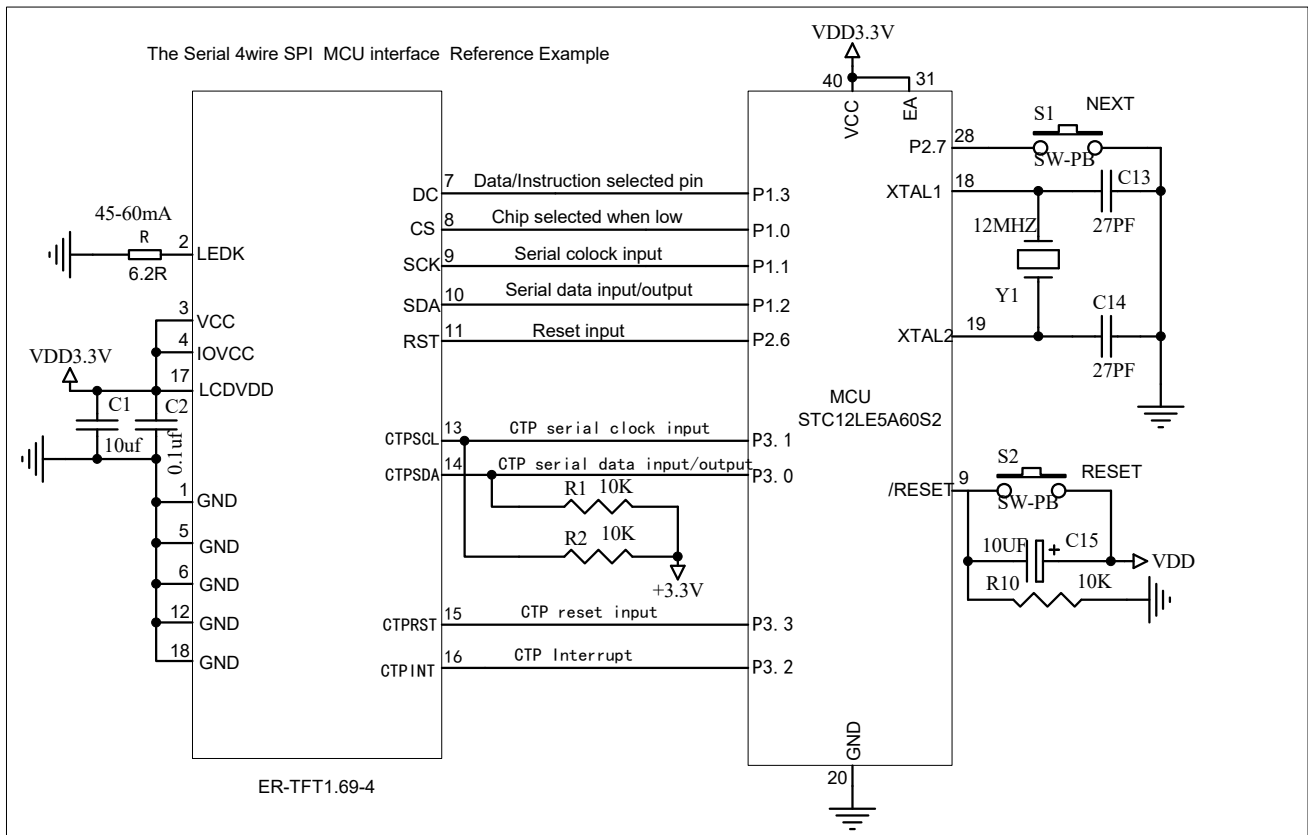 The Serial 4wire SPI  MCU interface  Reference Example
VDD3.3V
40
31
VCC
EA
NEXT
S1
28
P2.7
SW-PB
7
Data/Instruction selected pin
DC
P1.3
XTAL1
18
C13
45-60mA
8
Chip selected when low
CS
P1.0
12MHZ
27PF
R
2
LEDK
6.2R
9
Serial colock input
SCK
P1.1
Y1
10
Serial data input/output
SDA
P1.2
C14
3
VCC
11
Reset input
RST
P2.6
XTAL2
19
4
IOVCC
VDD3.3V
17
LCDVDD
27PF
C1
C2
10uf
0.1uf
MCU
STC12LE5A60S2
13
CTP serial clock input
CTPSCL
P3.1
14
CTP serial data input/output
CTPSDA
P3.0
S2
9
RESET
/RESET
SW-PB
1
GND
R1
10K
5
GND
R2
10K
10UF
+
C15
VDD
6
GND
+3.3V
R10
10K
12
GND
15
CTP reset input
CTPRST
P3.3
18
GND
16
CTP Interrupt
CTPINT
P3.2
GND
20
ER-TFT1.69-4